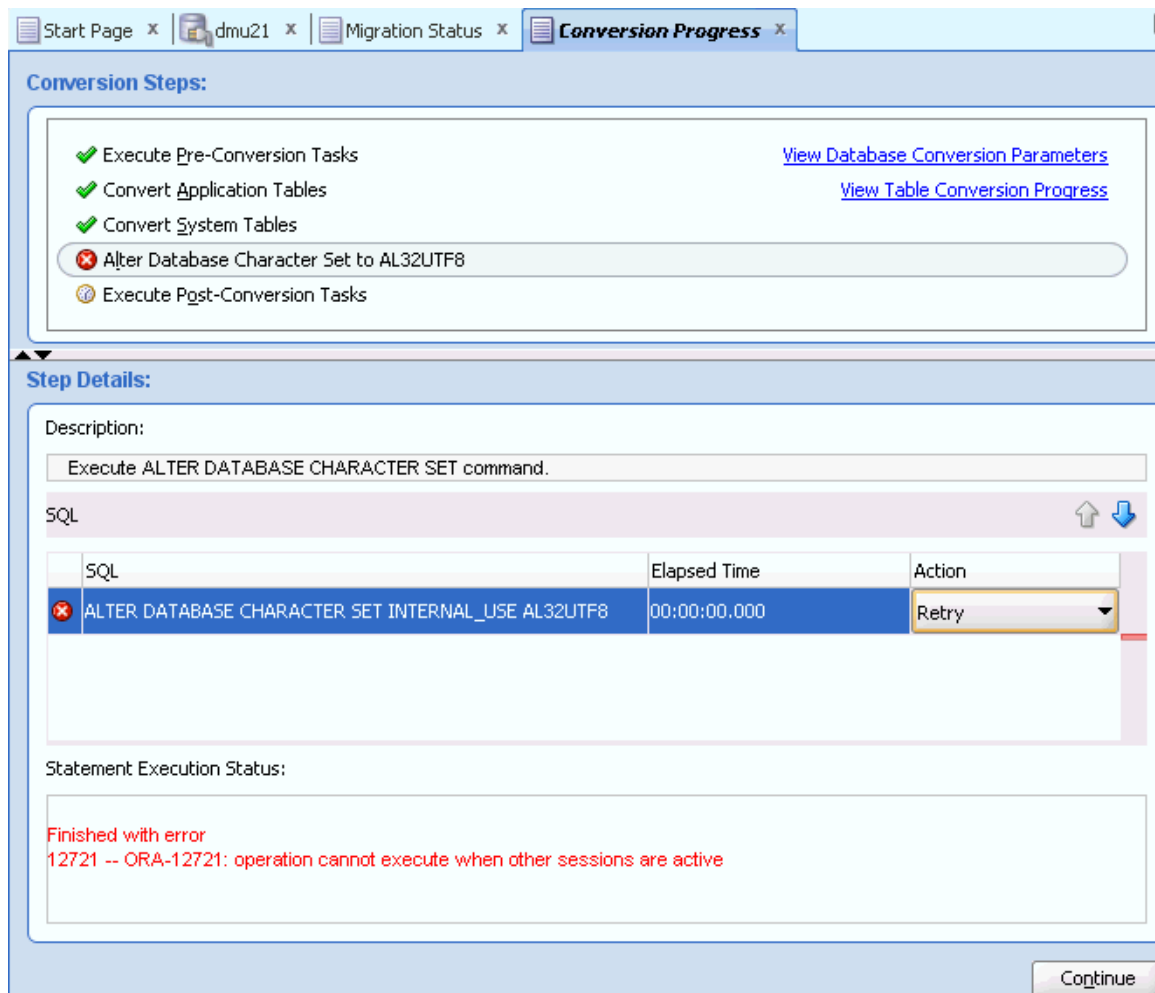 Start Page x dmu21 x Migration Status x Conversion Progress x
Conversion Steps:
Execute Pre-Conversion Tasks View Database Conversion Parameters
Convert Application Tables View Table Conversion Progress
Convert System Tables
Alter Database Character Set to AL32UTF8
Execute Post-Conversion Tasks
Step Details:
Description:
Execute ALTER DATABASE CHARACTER SET command.
SQL
SQL Elapsed Time Action
ALTER DATABASE CHARACTER SET INTERNAL_USE AL32UTF8 00:00:00.000 Retry
Statement Execution Status:
Finished with error
12721 -- ORA-12721: operation cannot execute when other sessions are active
Continue